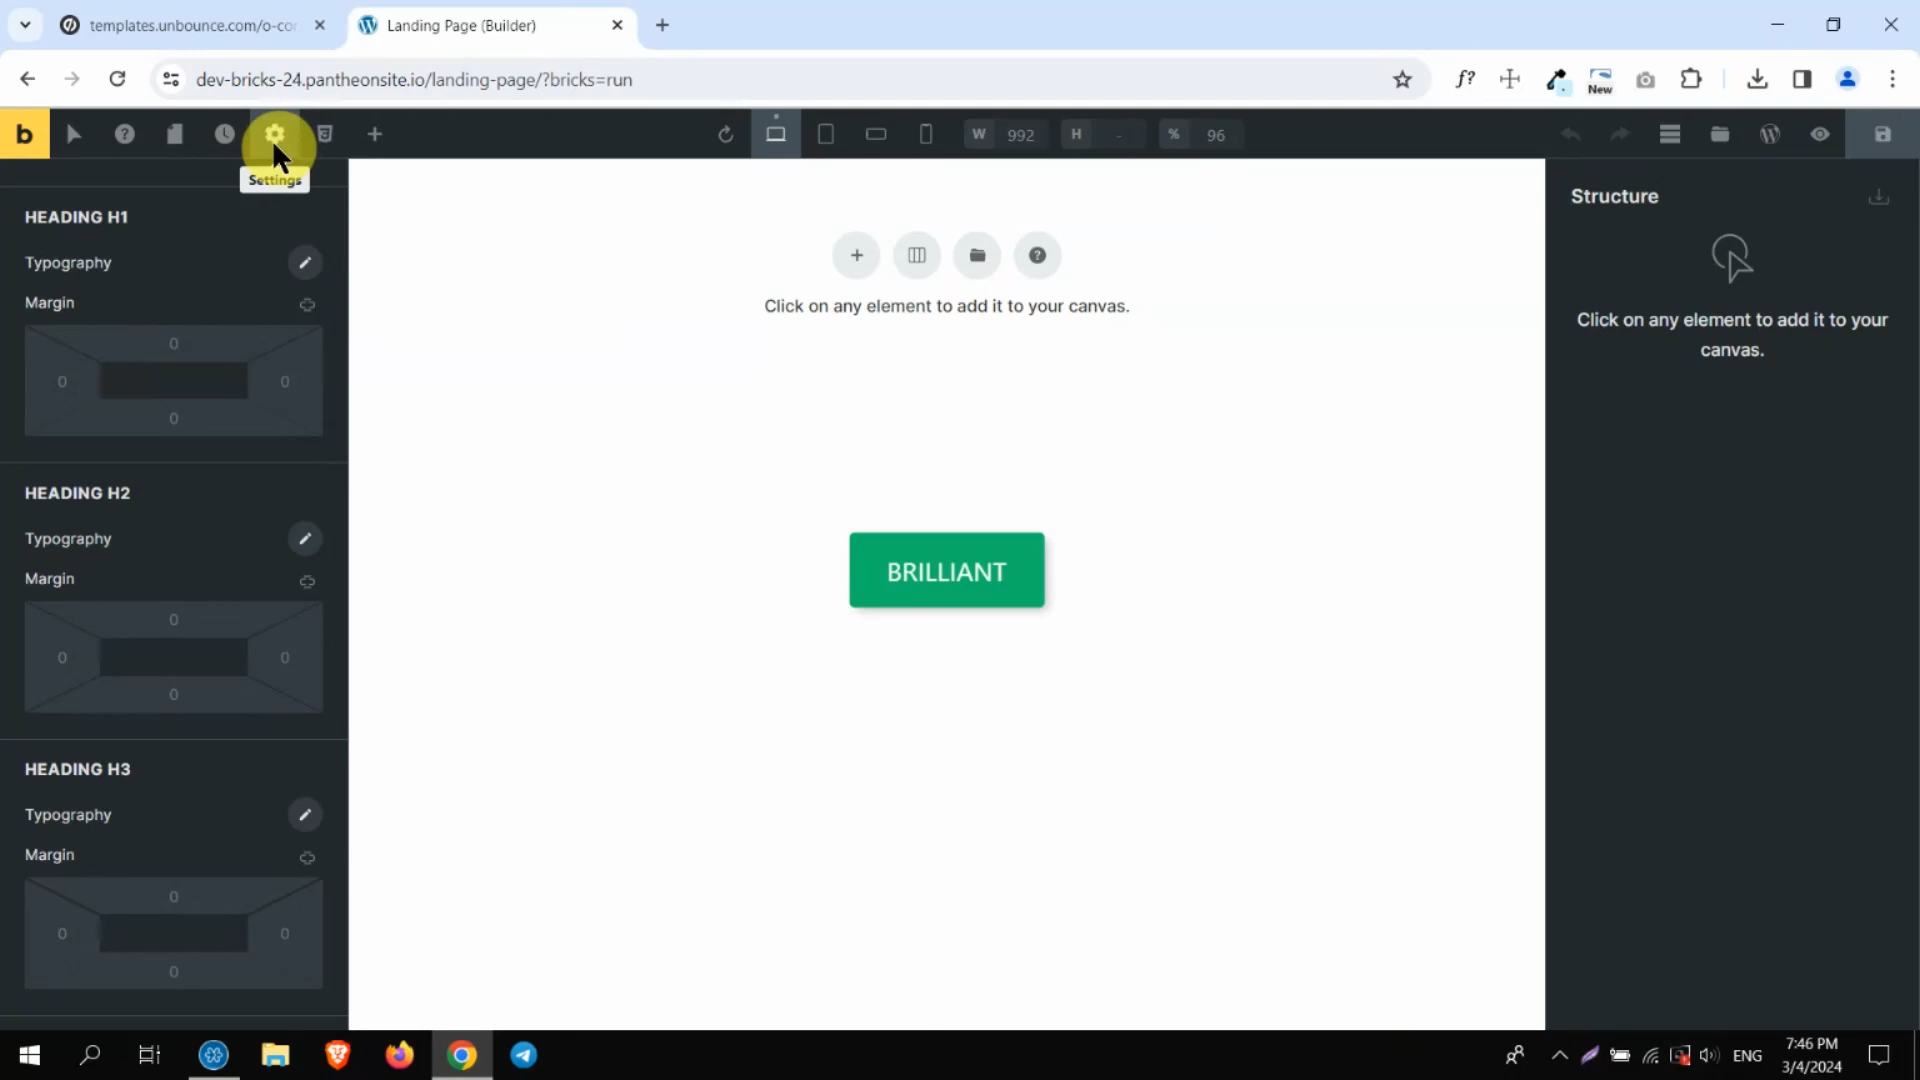 templates.unbounce.com/o-cor
Landing Page (Builder)
dev-bricks-24.pantheonsite.io/landing-page/?bricks=run
f?
New
b
W 992 H - % 96
Settings
HEADING H1
Typography
Margin
0
0 0
0
HEADING H2
Typography
Margin
0
0 0
0
HEADING H3
Typography
Margin
0
0 0
0
Click on any element to add it to your canvas.
BRILLIANT
Structure
Click on any element to add it to your
canvas.
ENG
7:46 PM
3/4/2024